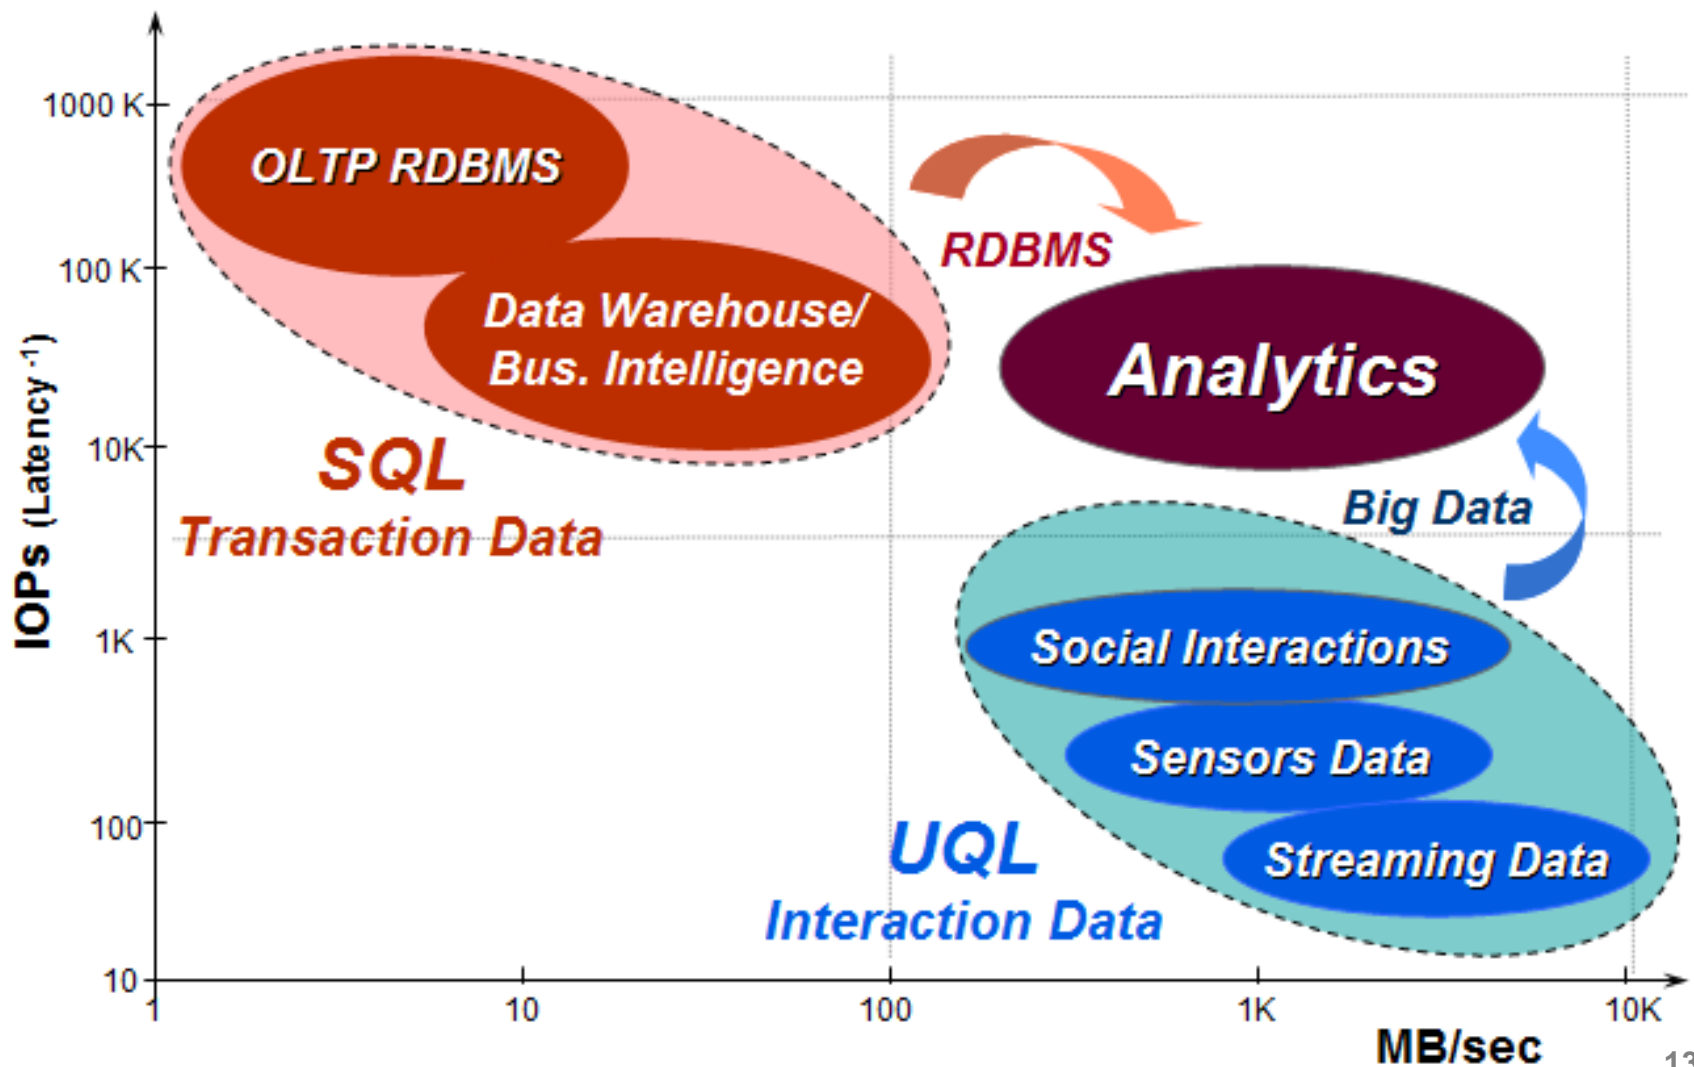 1000 K
100 K
10K
1K
100
10
IOPs (Latency -1)
OLTP RDBMS
Data Warehouse/
Bus. Intelligence
SQL
Transaction Data
RDBMS
Analytics
Big Data
Social Interactions
Sensors Data
Streaming Data
UQL
Interaction Data
1
10
100
1K
10K
MB/sec
13